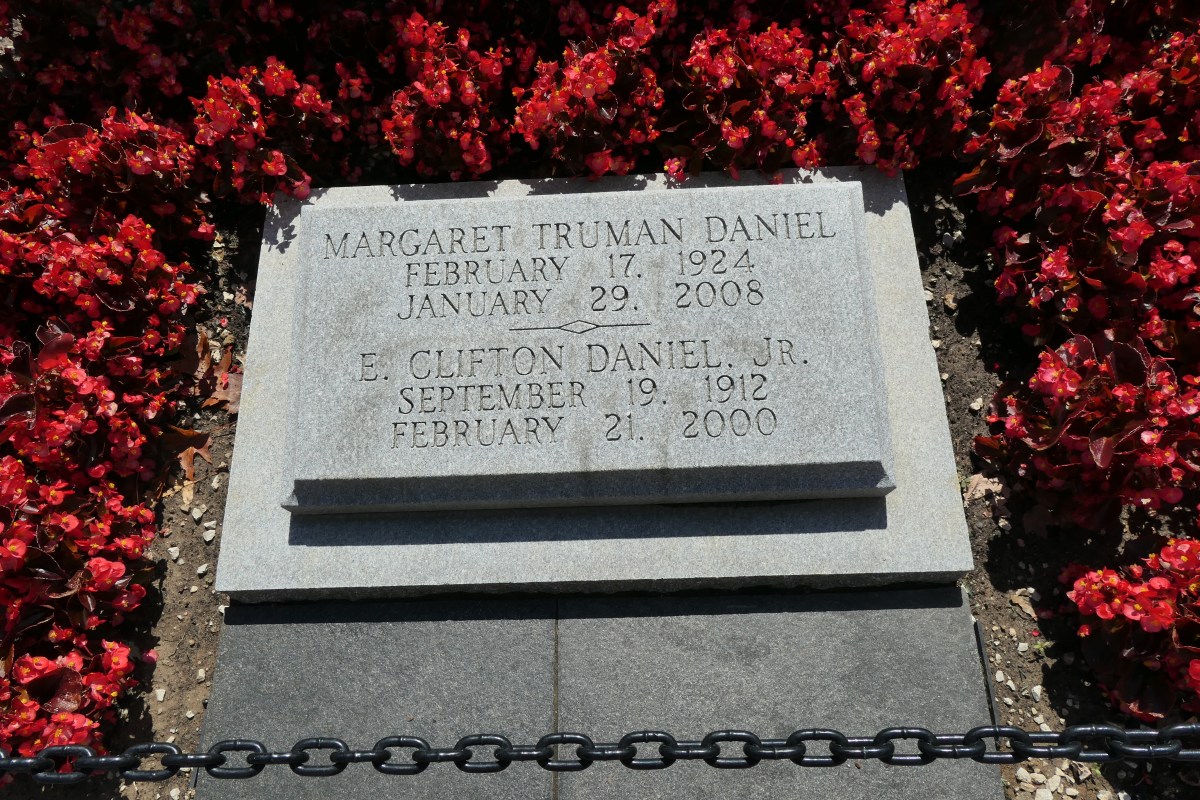 MARGARET TRUMAN DANIEL
FEBRUARY 17, 1924
JANUARY 29, 2008
E. CLIFTON DANIEL, JR.
SEPTEMBER 19, 1912
FEBRUARY 21, 2000